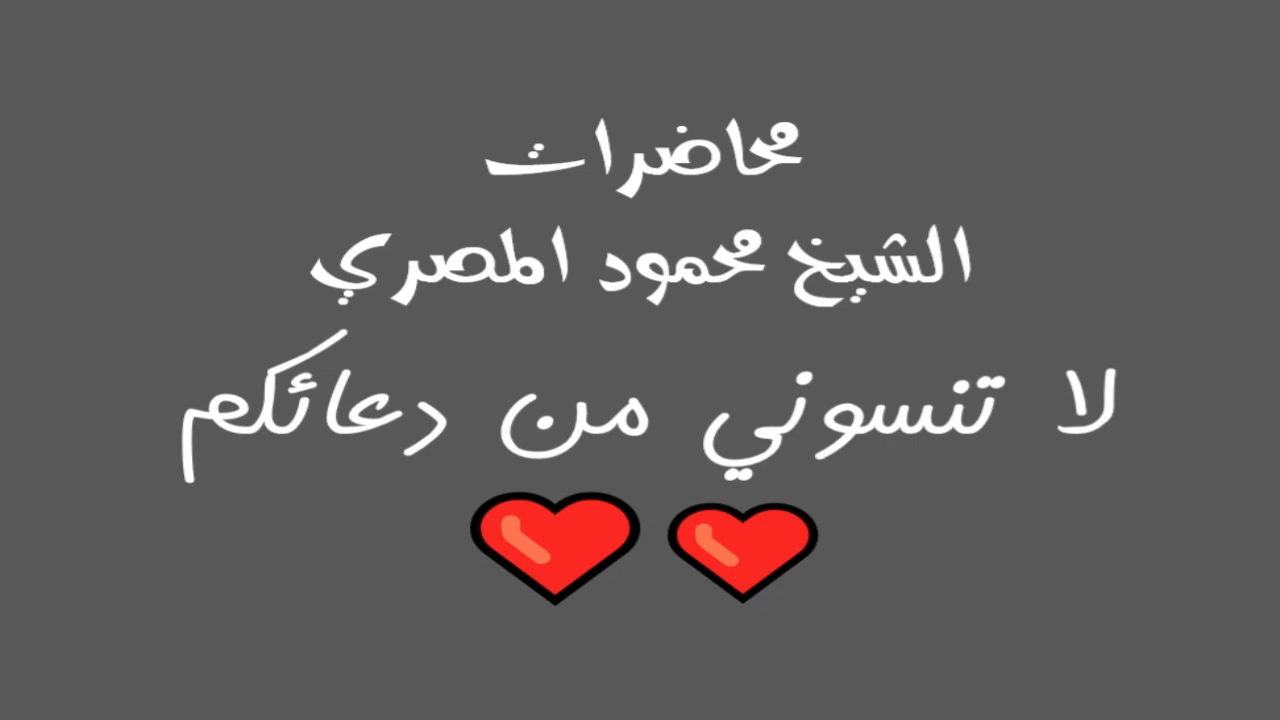 محاضرات
الشيخ محمود المصري
لا تنسوني من دعائكم